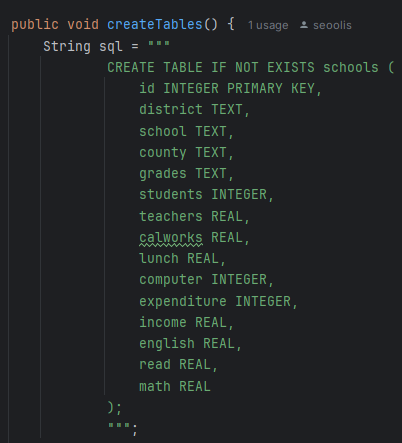 public void createTables() { 1 usage seoolis
String sql = """
CREATE TABLE IF NOT EXISTS schools (
id INTEGER PRIMARY KEY,
district TEXT,
school TEXT,
county TEXT,
grades TEXT,
students INTEGER,
teachers REAL,
calworks REAL,
lunch REAL,
computer INTEGER,
expenditure INTEGER,
income REAL,
english REAL,
read REAL,
math REAL
);
""";